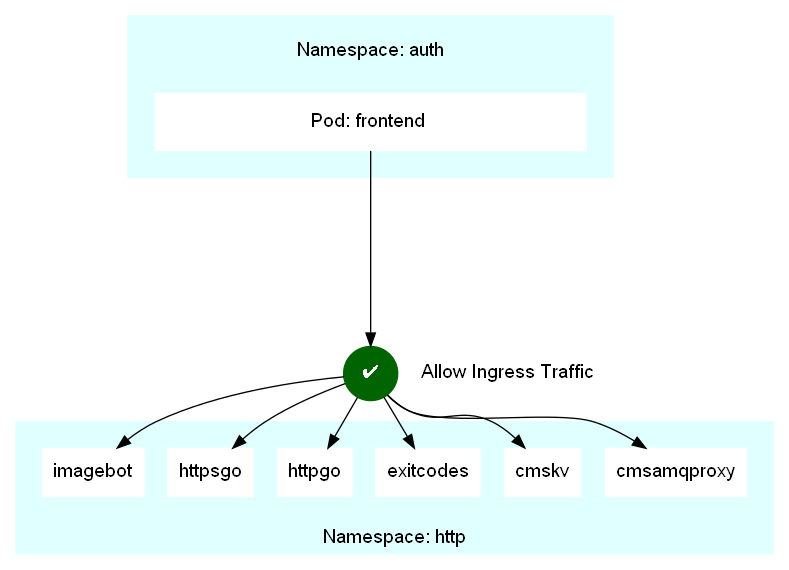 Namespace: auth
Pod: frontend
✔
Allow Ingress Traffic
imagebot
httpsgo
httpgo
exitcodes
cmskv
cmsamqproxy
Namespace: http